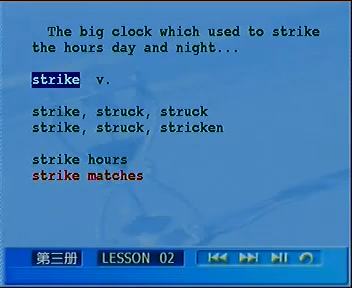 The big clock which used to strike
the hours day and night...
strike v.
strike, struck, struck
strike, struck, stricken
strike hours
strike matches
第三册 LESSON 02